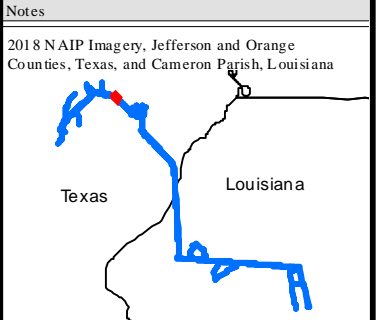 Notes
2018 NAIP Imagery, Jefferson and Orange
Counties, Texas, and Cameron Parish, Louisiana
Texas
Louisiana